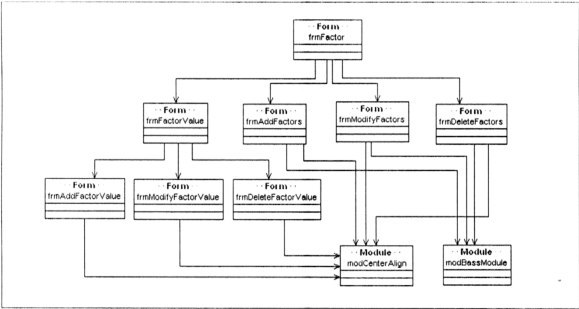 Form
frmFactor
Form
frmFactorValue
Form
frmAddFactors
Form
frmModifyFactors
Form
frmDeleteFactors
Form
frmAddFactorValue
Form
frmModifyFactorValue
Form
frmDeleteFactorValue
Module
modCenterAlign
Module
modBassModule